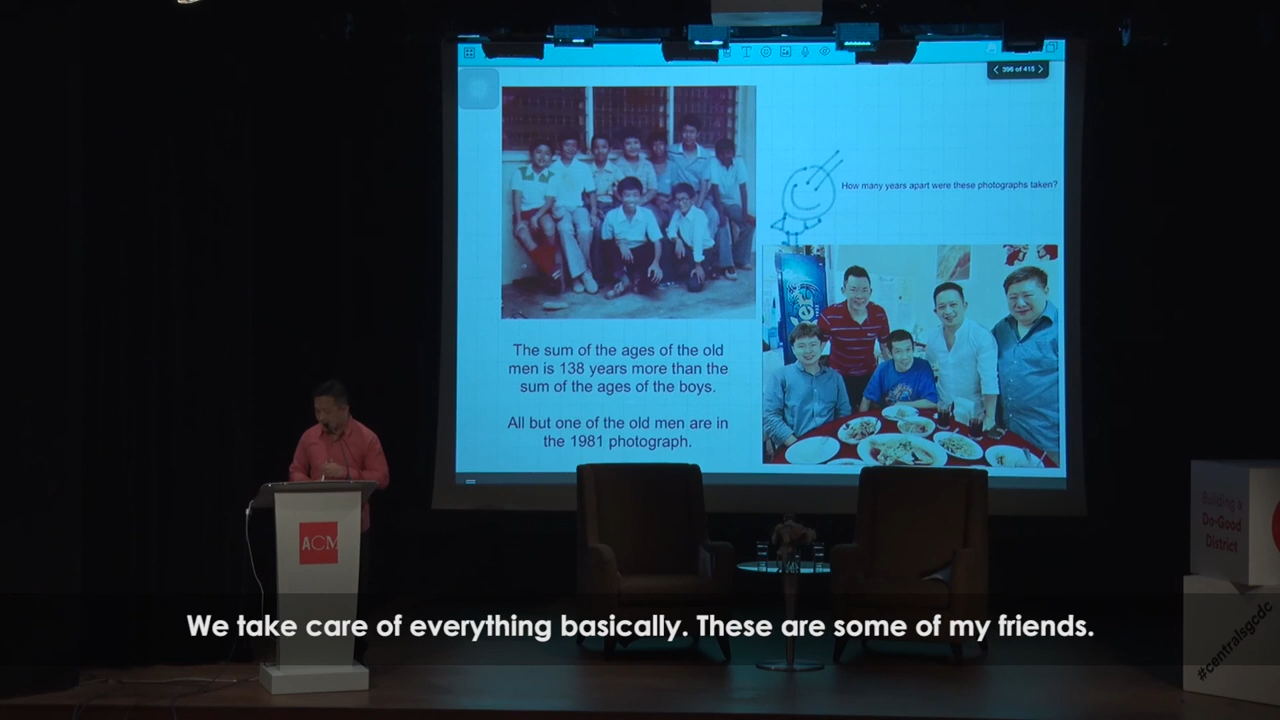 396 of 415
How many years apart were these photographs taken?
The sum of the ages of the old
men is 138 years more than the
sum of the ages of the boys.
All but one of the old men are in
the 1981 photograph.
ACM
Building a
Do-Good
District
#centralsgcdc
We take care of everything basically. These are some of my friends.